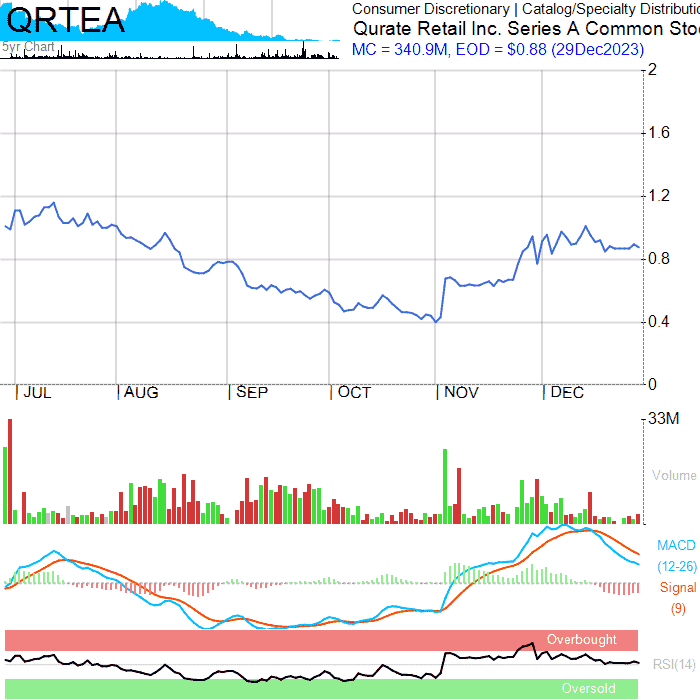 QRTEA
5yr Chart
Consumer Discretionary | Catalog/Specialty Distributio
Qurate Retail Inc. Series A Common Sto
MC = 340.9M, EOD = $0.88 (29Dec2023)
2
1.6
1.2
0.8
0.4
0
JUL AUG SEP OCT NOV DEC
33M
Volume
MACD
(12-26)
Signal
(9)
Overbought
RSI(14)
Oversold